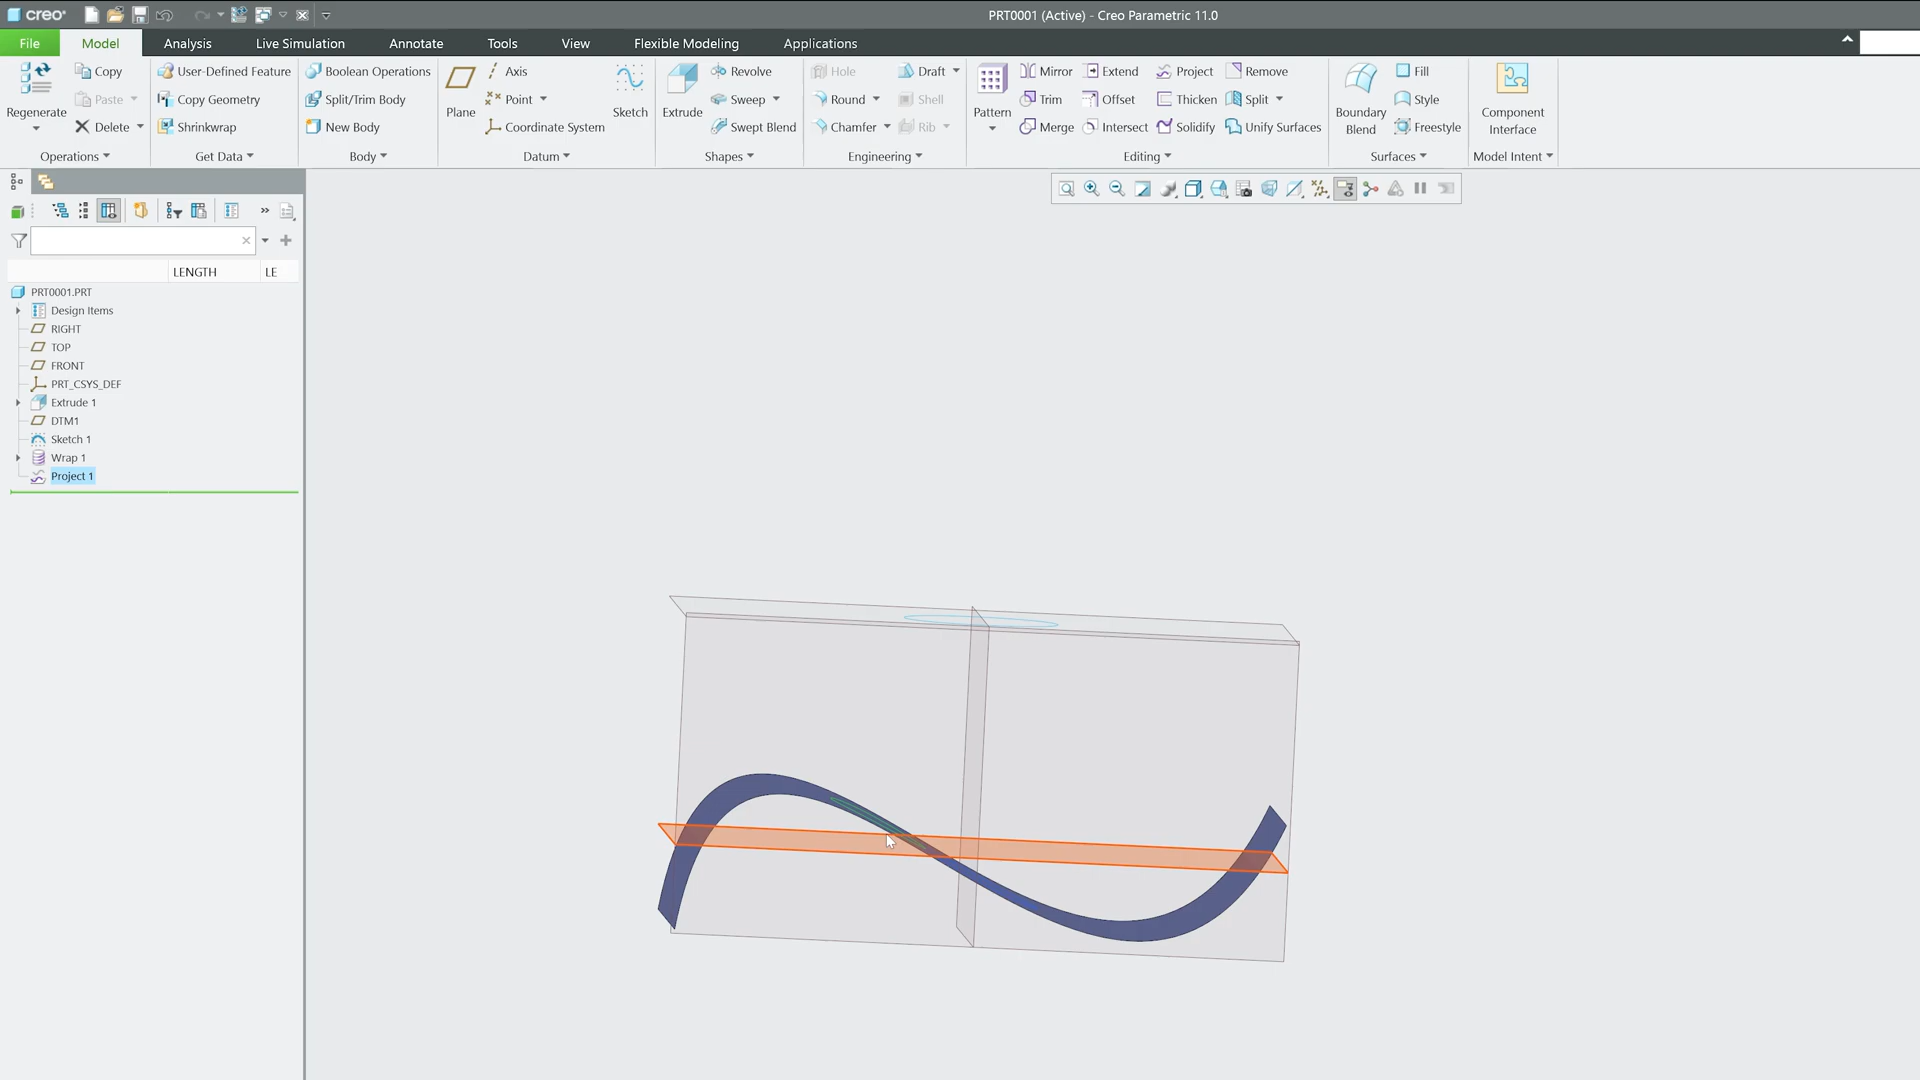 creo
PRT0001 (Active) - Creo Parametric 11.0
File Model Analysis Live Simulation Annotate Tools View Flexible Modeling Applications
Regenerate
Copy
Paste
Delete
Operations
User-Defined Feature
Copy Geometry
Shrinkwrap
Get Data
Boolean Operations
Split/Trim Body
New Body
Body
Plane
Axis
Point
Coordinate System
Sketch
Datum
Extrude
Revolve
Sweep
Swept Blend
Shapes
Hole Draft
Round Shell
Chamfer Rib
Engineering
Pattern
Mirror Extend Project Remove
Trim Offset Thicken Split
Merge Intersect Solidify Unify Surfaces
Editing
Boundary
Blend
Fill
Style
Freestyle
Surfaces
Component
Interface
Model Intent
LENGTH LE
PRT0001.PRT
Design Items
RIGHT
TOP
FRONT
PRT_CSYS_DEF
Extrude 1
DTM1
Sketch 1
Wrap 1
Project 1